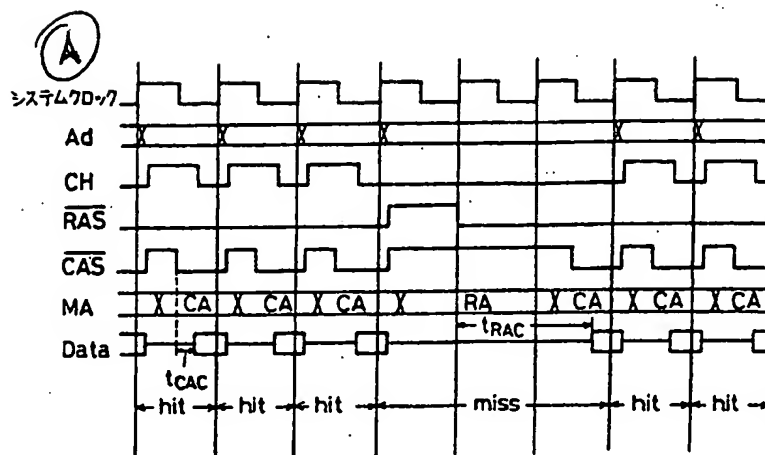 A
システムクロック
Ad
CH
RAS
CAS
MA CA CA CA RA CA CA CA
tRAC
Data
tCAC
hit hit hit miss hit hit